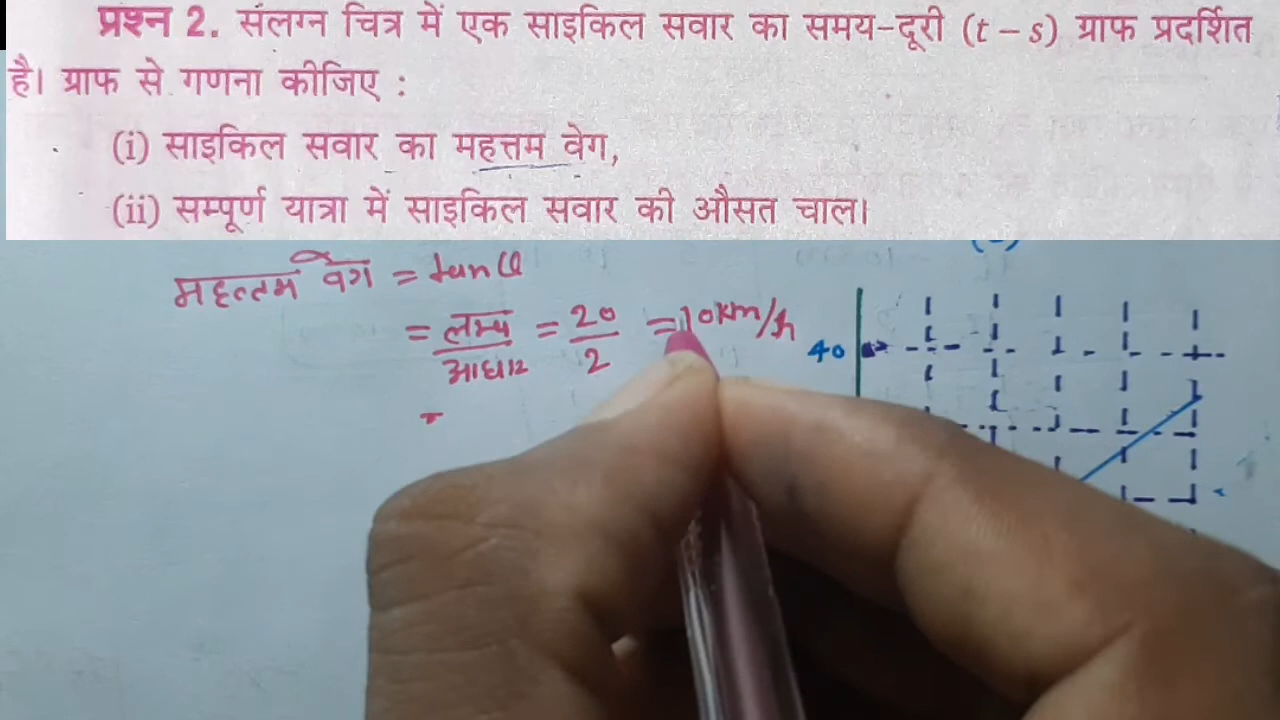 प्रश्न 2. संलग्न चित्र में एक साइकिल सवार का समय-दूरी (t – s) ग्राफ प्रदर्शित
है। ग्राफ से गणना कीजिए :
(i) साइकिल सवार का महत्तम वेग,
(ii) सम्पूर्ण यात्रा में साइकिल सवार की औसत चाल।
महत्तम वेग = tan θ
= लम्ब/आधार = 20/2 = 10 km/h
40